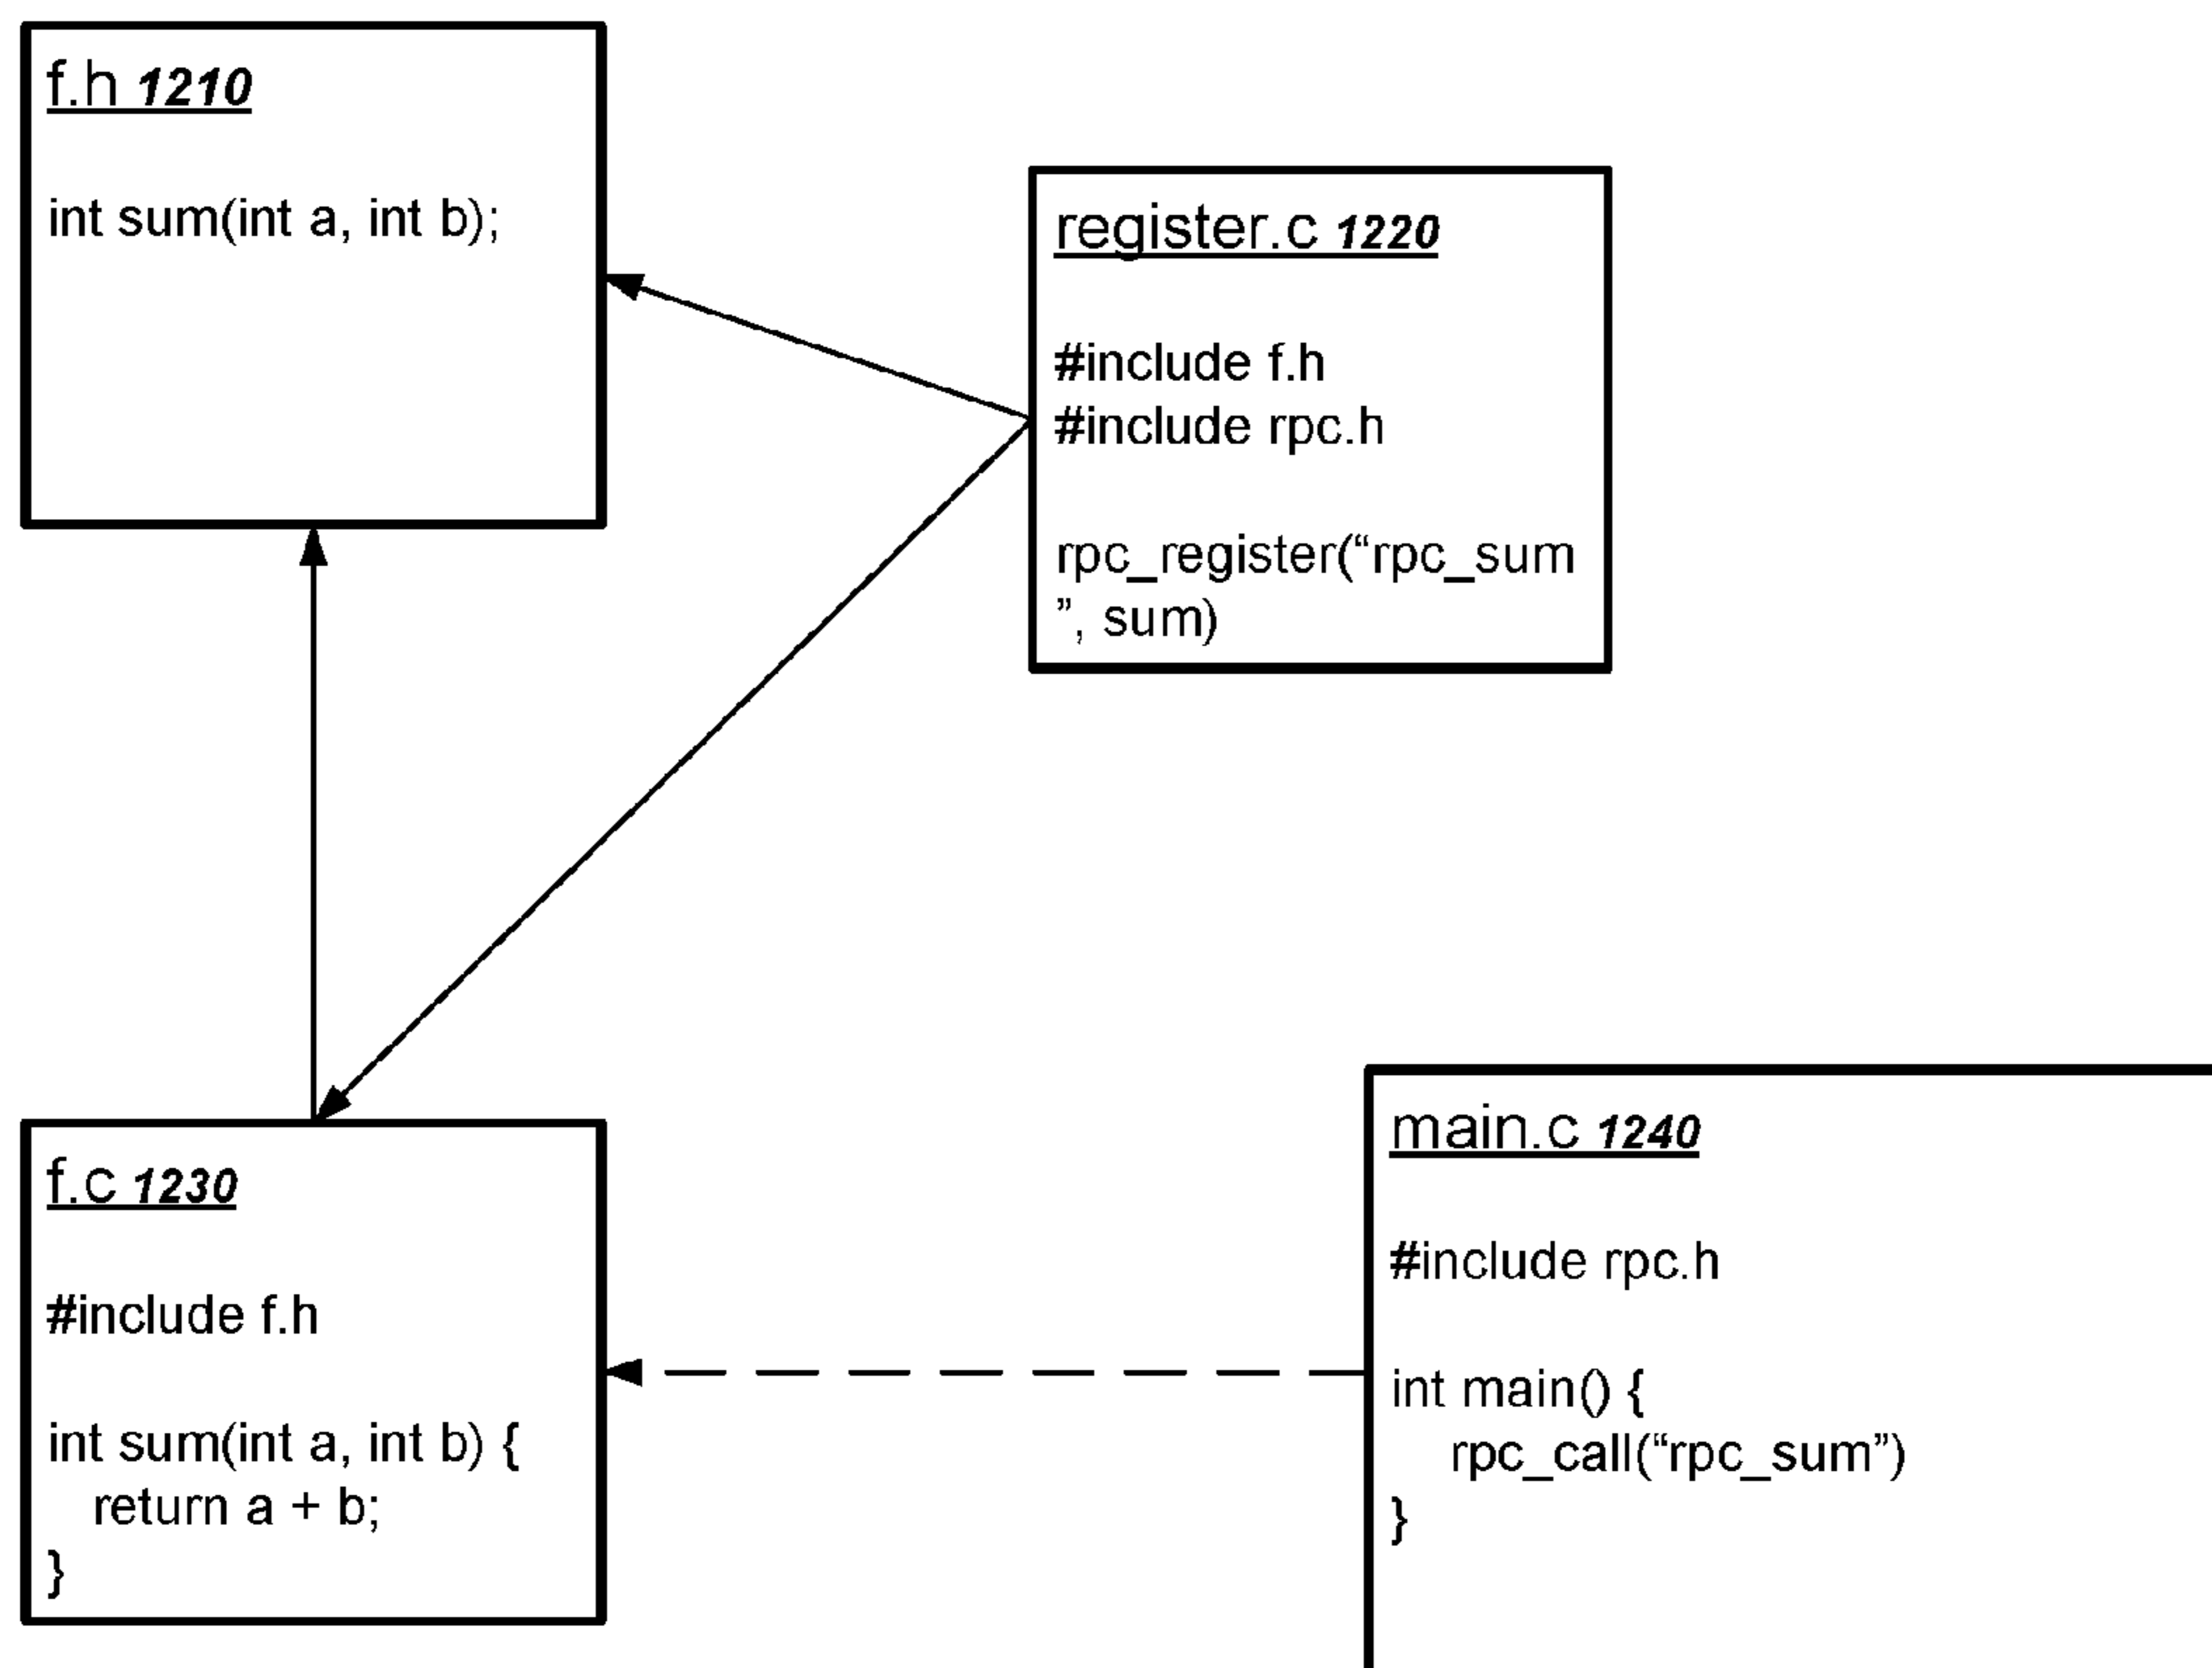 f.h 1210
int sum(int a, int b);
register.c 1220
#include f.h
#include rpc.h
rpc_register(“rpc_sum
”, sum)
f.c 1230
#include f.h
int sum(int a, int b) {
return a + b;
}
main.c 1240
#include rpc.h
int main() {
rpc_call(“rpc_sum”)
}